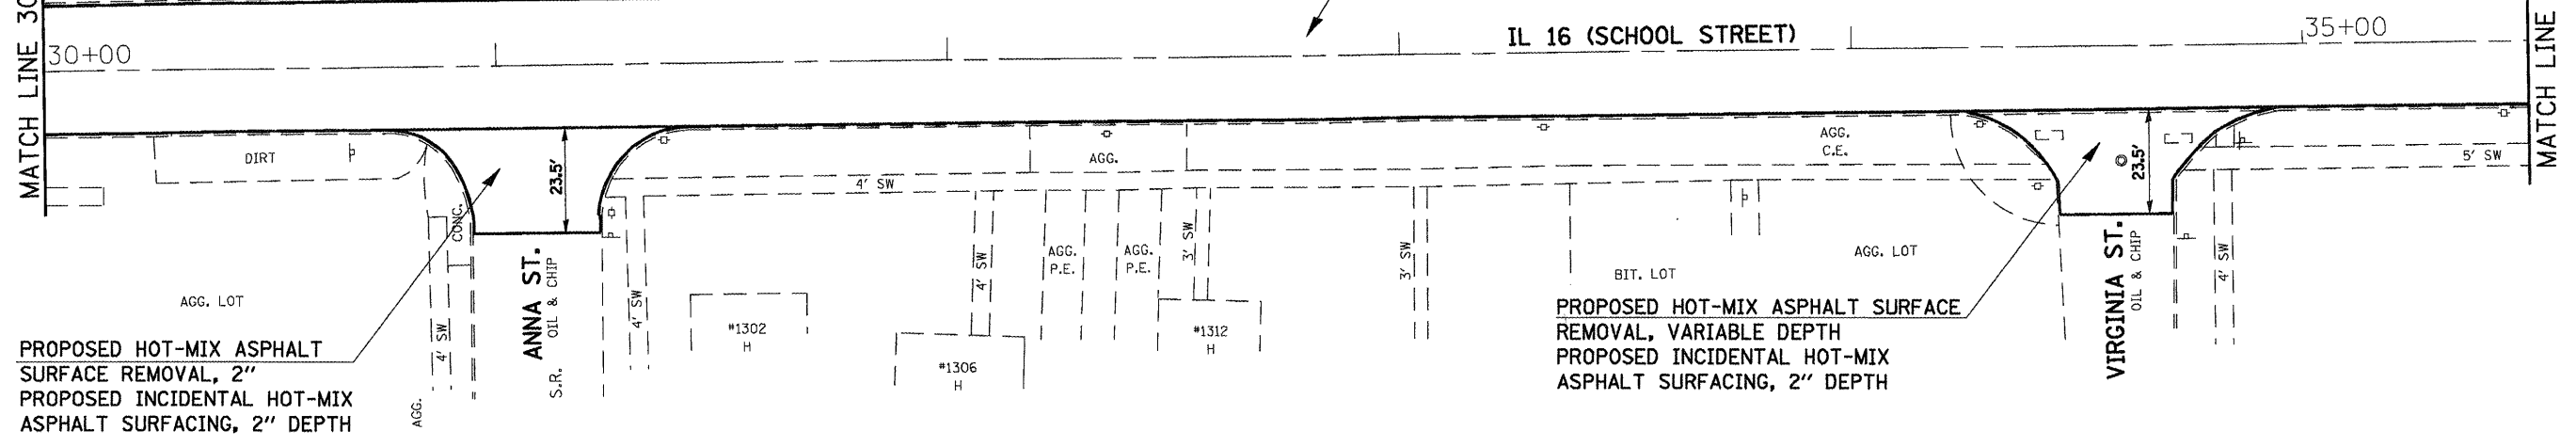 MATCH LINE 30
30+00
IL 16 (SCHOOL STREET)
35+00
MATCH LINE
DIRT
23.5'
AGG.
AGG.
C.E.
23.5'
5' SW
4' SW
CONC.
AGG. LOT
4' SW
ANNA ST.
OIL & CHIP
S.R.
4' SW
#1302
H
4' SW
#1306
H
AGG.
P.E.
AGG.
P.E.
3' SW
#1312
H
3' SW
BIT. LOT
AGG. LOT
VIRGINIA ST.
OIL & CHIP
4' SW
AGG.
PROPOSED HOT-MIX ASPHALT
SURFACE REMOVAL, 2"
PROPOSED INCIDENTAL HOT-MIX
ASPHALT SURFACING, 2" DEPTH
PROPOSED HOT-MIX ASPHALT SURFACE
REMOVAL, VARIABLE DEPTH
PROPOSED INCIDENTAL HOT-MIX
ASPHALT SURFACING, 2" DEPTH